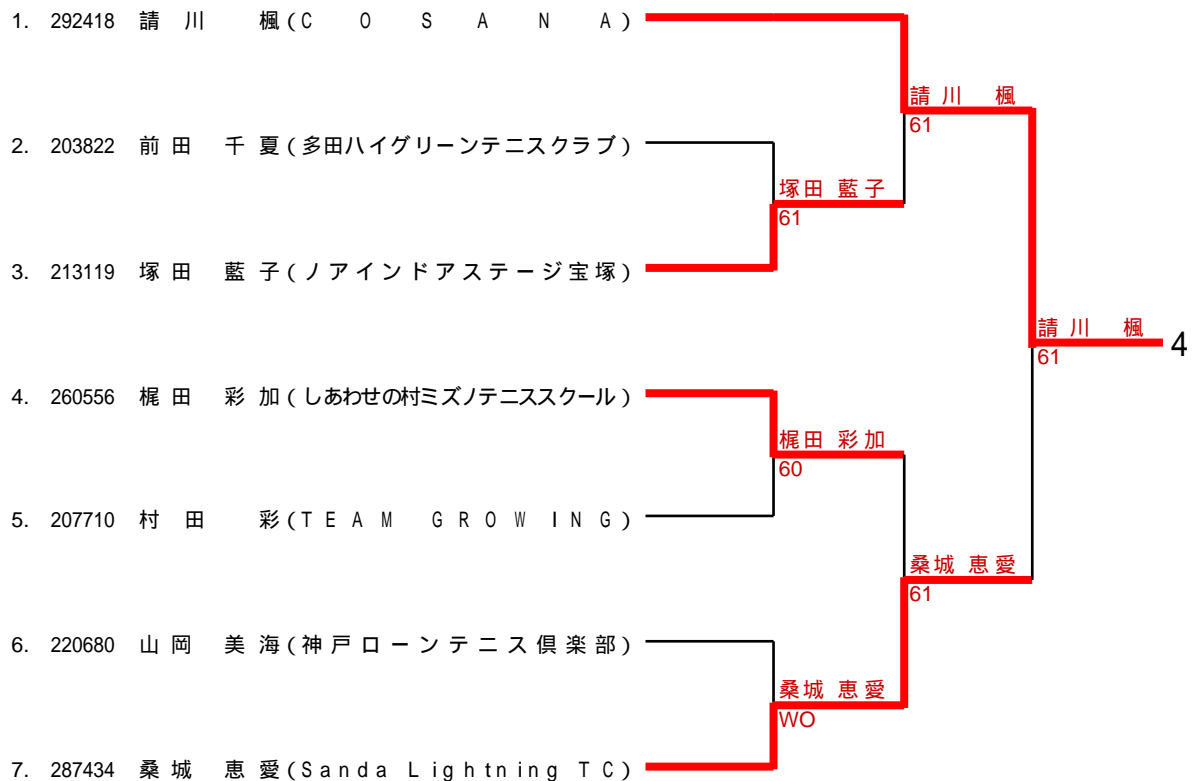 1. 292418 請川 楓(COSANA)
請川 楓
61
2. 203822 前田 千夏(多田ハイグリーンテニスクラブ)
塚田 藍子
61
3. 213119 塚田 藍子(ノアインドアステージ宝塚)
請川 楓
61
4
4. 260556 梶田 彩加(しあわせの村ミズノテニススクール)
梶田 彩加
60
5. 207710 村田 彩(TEAM GROWING)
桑城 恵愛
61
6. 220680 山岡 美海(神戸ローンテニス倶楽部)
桑城 恵愛
WO
7. 287434 桑城 恵愛(Sanda Lightning TC)